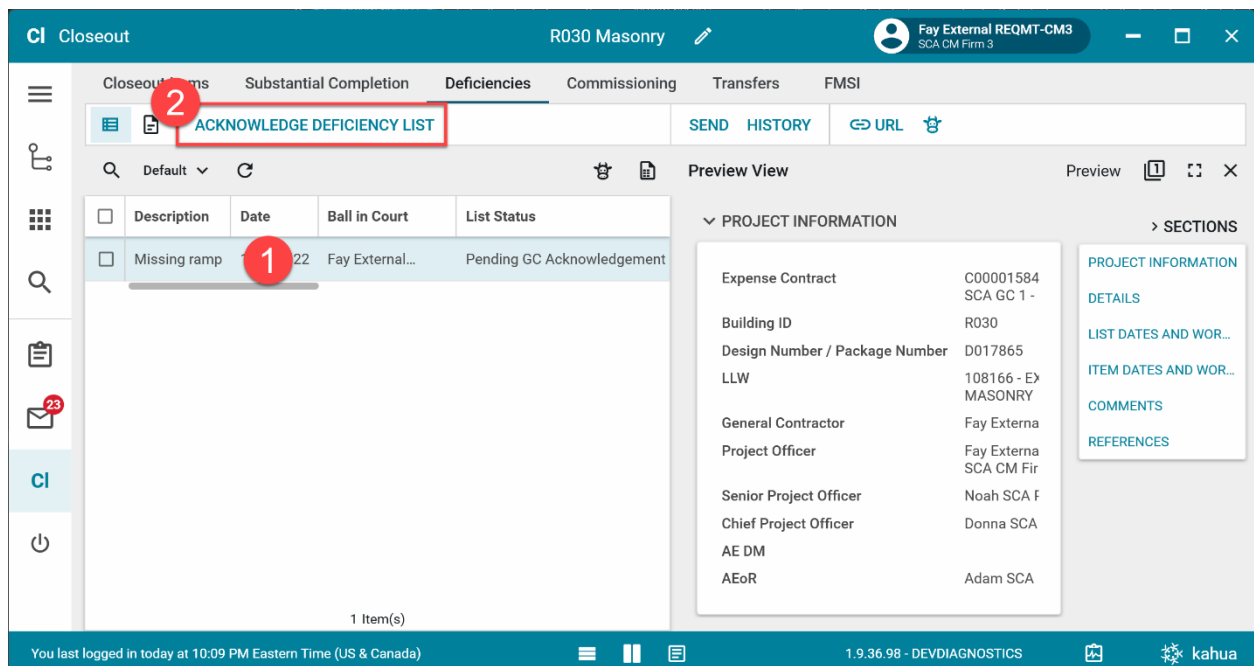 Cl Closeout
R030 Masonry
Fay External REQMT-CM3
SCA CM Firm 3
Substantial Completion
Deficiencies
Commissioning
Transfers
FMSI
2
ACKNOWLEDGE DEFICIENCY LIST
SEND HISTORY
URL
Default
Preview View
Preview
1
Description
Date
Ball in Court
List Status
Missing ramp
1
22
Fay External...
Pending GC Acknowledgement
1 Item(s)
PROJECT INFORMATION
Expense Contract
C00001584
SCA GC 1 -
Building ID
R030
Design Number / Package Number
D017865
LLW
108166 - EX
MASONRY
General Contractor
Fay Externa
Project Officer
Fay Externa
SCA CM Fir
Senior Project Officer
Noah SCA
Chief Project Officer
Donna SCA
AE DM
AEoR
Adam SCA
SECTIONS
PROJECT INFORMATION
DETAILS
LIST DATES AND WOR...
ITEM DATES AND WOR...
COMMENTS
REFERENCES
23
Cl
You last logged in today at 10:09 PM Eastern Time (US & Canada)
1.9.36.98 - DEVDIAGNOSTICS
kahua